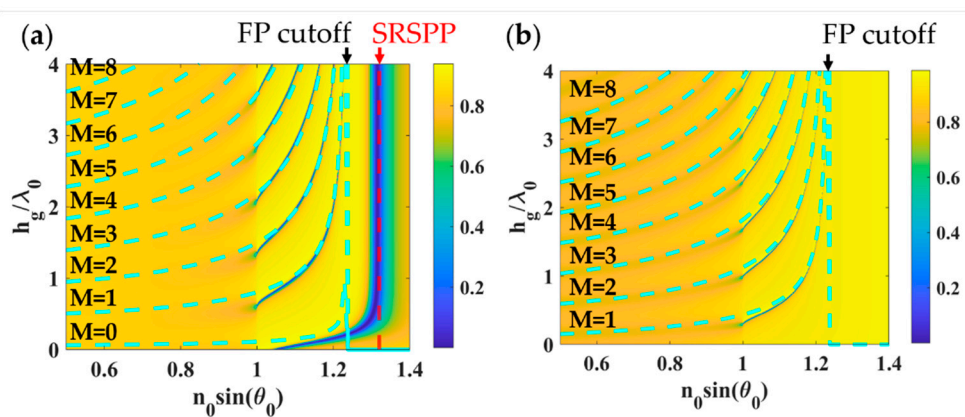 (a) FP cutoff SRSPP
4
M=8
M=7
3
M=6
M=5
2
M=4
M=3
1
M=2
M=1
M=0
0
0.6 0.8 1 1.2 1.4
n₀sin(θ₀)
h_g/λ₀
0.8
0.6
0.4
0.2
(b) FP cutoff
4
M=8
M=7
3
M=6
M=5
2
M=4
M=3
1
M=2
M=1
0
0.6 0.8 1 1.2 1.4
n₀sin(θ₀)
h_g/λ₀
0.8
0.6
0.4
0.2